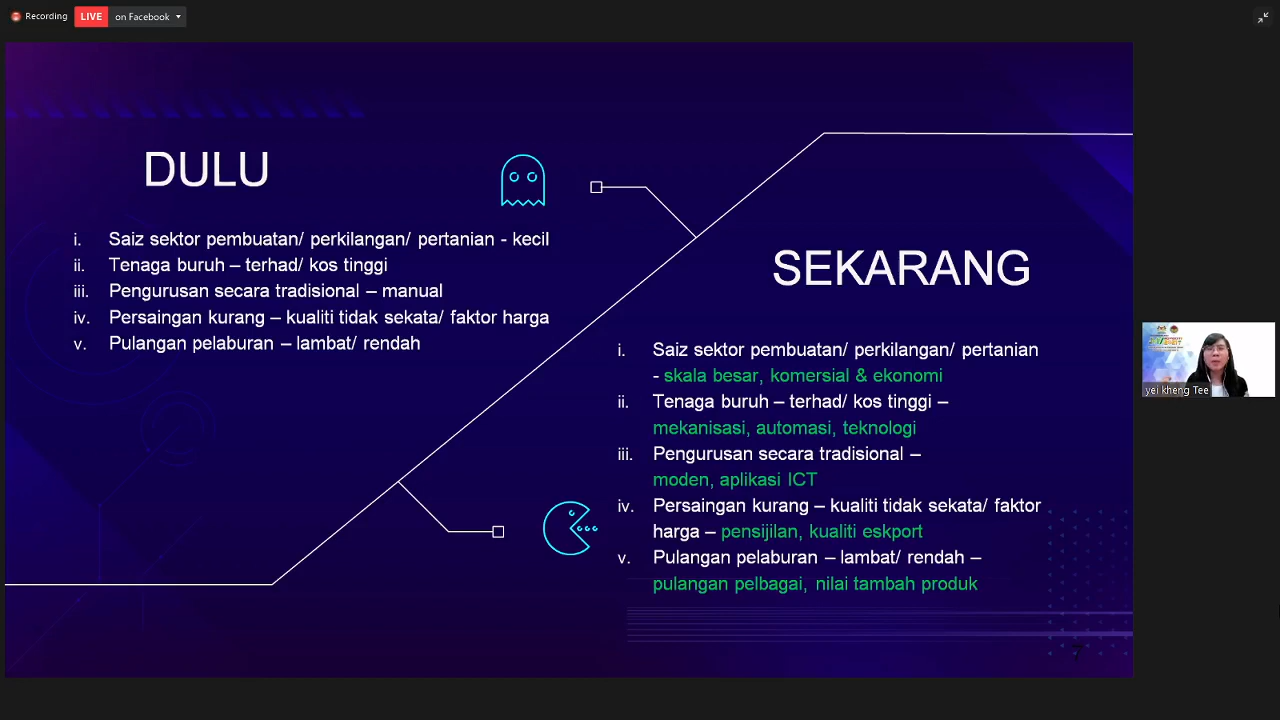 Recording
LIVE
on Facebook
DULU
i. Saiz sektor pembuatan/ perkilangan/ pertanian - kecil
ii. Tenaga buruh – terhad/ kos tinggi
iii. Pengurusan secara tradisional – manual
iv. Persaingan kurang – kualiti tidak sekata/ faktor harga
v. Pulangan pelaburan – lambat/ rendah
SEKARANG
i. Saiz sektor pembuatan/ perkilangan/ pertanian
- skala besar, komersial & ekonomi
ii. Tenaga buruh – terhad/ kos tinggi –
mekanisasi, automasi, teknologi
iii. Pengurusan secara tradisional –
moden, aplikasi ICT
iv. Persaingan kurang – kualiti tidak sekata/ faktor
harga – pensijilan, kualiti eskport
v. Pulangan pelaburan – lambat/ rendah –
pulangan pelbagai, nilai tambah produk
7
yei kheng Tee